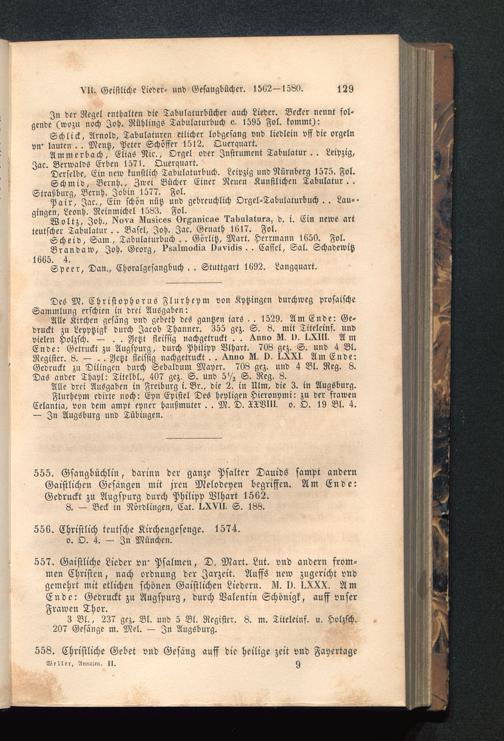 VII. Geistliche Lieder- und Gesangbücher. 1562—1580. 129
In der Regel enthalten die Tabulaturbücher auch Lieder. Becker nennt fol-
gende (wozu noch Joh. Rühlings Tabulaturbuch c. 1595 Fol. kommt):
Schlick, Arnold, Tabulaturen etlicher lobgesang vnd lieblein vff die orgeln
vn' lauten . . Mentz, Peter Schöffer 1512. Querquart.
Ammerbach, Elias Nic., Orgel oder Instrument Tabulatur . . Leipzig,
Jac. Berwalds Erben 1571. Querquart.
Derselbe, Ein new künstlich Tabulaturbuch. Leipzig und Nürnberg 1575. Fol.
Schmid, Bernh., Zwei Bücher Einer Neuen Kunstlichen Tabulatur . .
Straßburg, Bernh. Jobin 1577. Fol.
Paix, Jac., Ein schön nütz und gebreuchlich Orgel-Tabulaturbuch . . Lau-
gingen, Leonh. Reinmichel 1583. Fol.
Woltz, Joh., Nova Musices Organicae Tabulatura, d. i. Ein newe art
teutscher Tabulatur . . Basel, Joh. Jac. Genath 1617. Fol.
Scheid, Sam., Tabulaturbuch . . Görlitz, Mart. Herrmann 1650. Fol.
Brandaw, Joh. Georg, Psalmodia Davidis . . Cassel, Sal. Schadewitz
1665. 4.
Speer, Dan., Choralgesangbuch . . Stuttgart 1692. Langquart.
Des M. Christophorus Flurheym von Kytzingen durchweg prosaische
Sammlung erschien in drei Ausgaben:
Alle Kirchen gesäng vnd gebeth des gantzen iars . . 1529. Am Ende: Ge-
druckt zu Leyptzigk durch Jacob Thanner. 355 gez. S. 8. mit Titeleinf. und
vielen Holzsch. — . . Jetzt fleissig nachgetruckt . . Anno M. D. LXIII. Am
Ende: Getruckt zu Augspurg, durch Philipp Vlhart. 708 gez. S. und 4 Bl.
Register. 8. — . . Jetzt fleissig nachgetruckt . . Anno M. D. LXXI. Am Ende:
Gedruckt zu Dilingen durch Sebaldum Mayer. 708 gez. und 4 Bl. Reg. 8.
Das ander Thayl: Titelbl., 407 gez. S. und 5½ S. Reg. 8.
Alle drei Ausgaben in Freiburg i. Br., die 2. in Ulm, die 3. in Augsburg.
Flurheym edirte noch: Eyn Epistel Des heyligen Hieronymi: zu der frawen
Celantia, von dem ampt eyner haußmuter . . M. D. XXVIII. o. O. 19 Bl. 4.
— In Augsburg und Tübingen.
555. Gsangbüchlin, darinn der ganze Psalter Dauids sampt andern
Gaistlichen Gesängen mit jren Melodeyen begriffen. Am Ende:
Gedruckt zu Augspurg durch Philipp Vlhart 1562.
8. — Beck in Nördlingen, Cat. LXVII. S. 188.
556. Christlich teutsche Kirchengesenge. 1574.
o. O. 4. — In München.
557. Gaistliche Lieder vn' Psalmen, D. Mart. Lut. vnd andern from-
men Christen, nach ordnung der Jarzeit. Auffs new zugericht vnd
gemehrt mit etlichen schönen Gaistlichen Liedern. M. D. LXXX. Am
Ende: Gedruckt zu Augspurg, durch Valentin Schönigk, auff vnser
Frawen Thor.
3 Bl., 237 gez. Bl. und 5 Bl. Register. 8. m. Titeleinf. u. Holzsch.
207 Gesänge m. Mel. — In Augsburg.
558. Christliche Gebet vnd Gesäng auff die heilige zeit vnd Fayertage
Weller, Annalen. II. 9